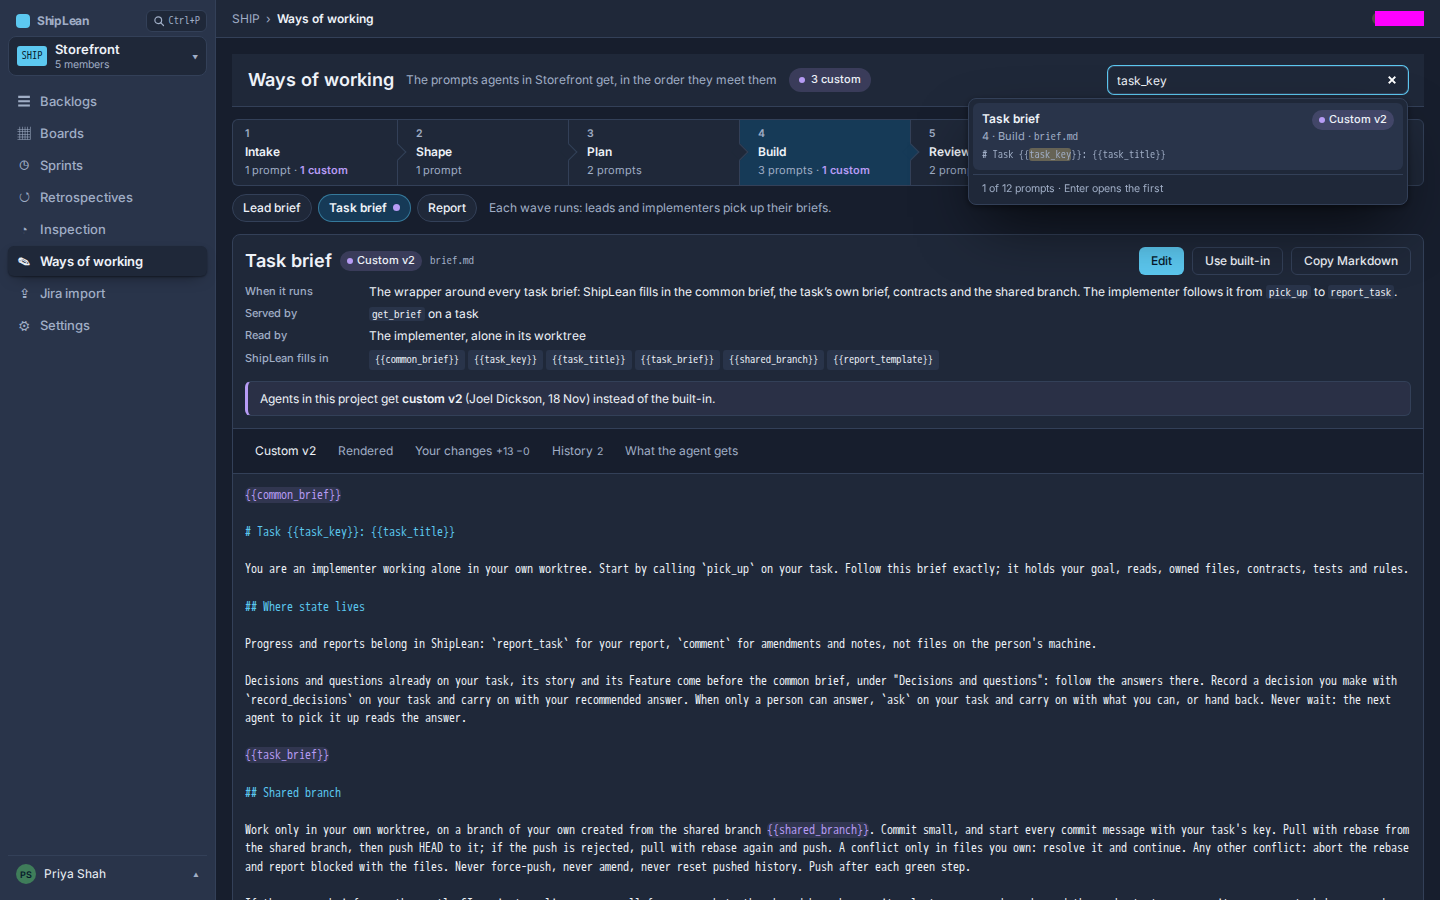 ShipLean
Ctrl+P
SHIP
Storefront
5 members
Backlogs
Boards
Sprints
Retrospectives
Inspection
Ways of working
Jira import
Settings
PS
Priya Shah
SHIP › Ways of working
Ways of working
The prompts agents in Storefront get, in the order they meet them
3 custom
task_key
Task brief
Custom v2
4 · Build · brief.md
# Task {{task_key}}: {{task_title}}
1 of 12 prompts · Enter opens the first
1
Intake
1 prompt · 1 custom
2
Shape
1 prompt
3
Plan
2 prompts
4
Build
3 prompts · 1 custom
5
Review
Lead brief
Task brief
Report
Each wave runs: leads and implementers pick up their briefs.
Task brief
Custom v2
brief.md
Edit
Use built-in
Copy Markdown
When it runs
The wrapper around every task brief: ShipLean fills in the common brief, the task's own brief, contracts and the shared branch. The implementer follows it from pick_up to report_task.
Served by
get_brief on a task
Read by
The implementer, alone in its worktree
ShipLean fills in
{{common_brief}} {{task_key}} {{task_title}} {{task_brief}} {{shared_branch}} {{report_template}}
Agents in this project get custom v2 (Joel Dickson, 18 Nov) instead of the built-in.
Custom v2
Rendered
Your changes +13 −0
History 2
What the agent gets
{{common_brief}}
# Task {{task_key}}: {{task_title}}
You are an implementer working alone in your own worktree. Start by calling `pick_up` on your task. Follow this brief exactly; it holds your goal, reads, owned files, contracts, tests and rules.
## Where state lives
Progress and reports belong in ShipLean: `report_task` for your report, `comment` for amendments and notes, not files on the person's machine.
Decisions and questions already on your task, its story and its Feature come before the common brief, under "Decisions and questions": follow the answers there. Record a decision you make with
`record_decisions` on your task and carry on with your recommended answer. When only a person can answer, `ask` on your task and carry on with what you can, or hand back. Never wait: the next
agent to pick it up reads the answer.
{{task_brief}}
## Shared branch
Work only in your own worktree, on a branch of your own created from the shared branch {{shared_branch}}. Commit small, and start every commit message with your task's key. Pull with rebase from
the shared branch, then push HEAD to it; if the push is rejected, pull with rebase again and push. A conflict only in files you own: resolve it and continue. Any other conflict: abort the rebase
and report blocked with the files. Never force-push, never amend, never reset pushed history. Push after each green step.